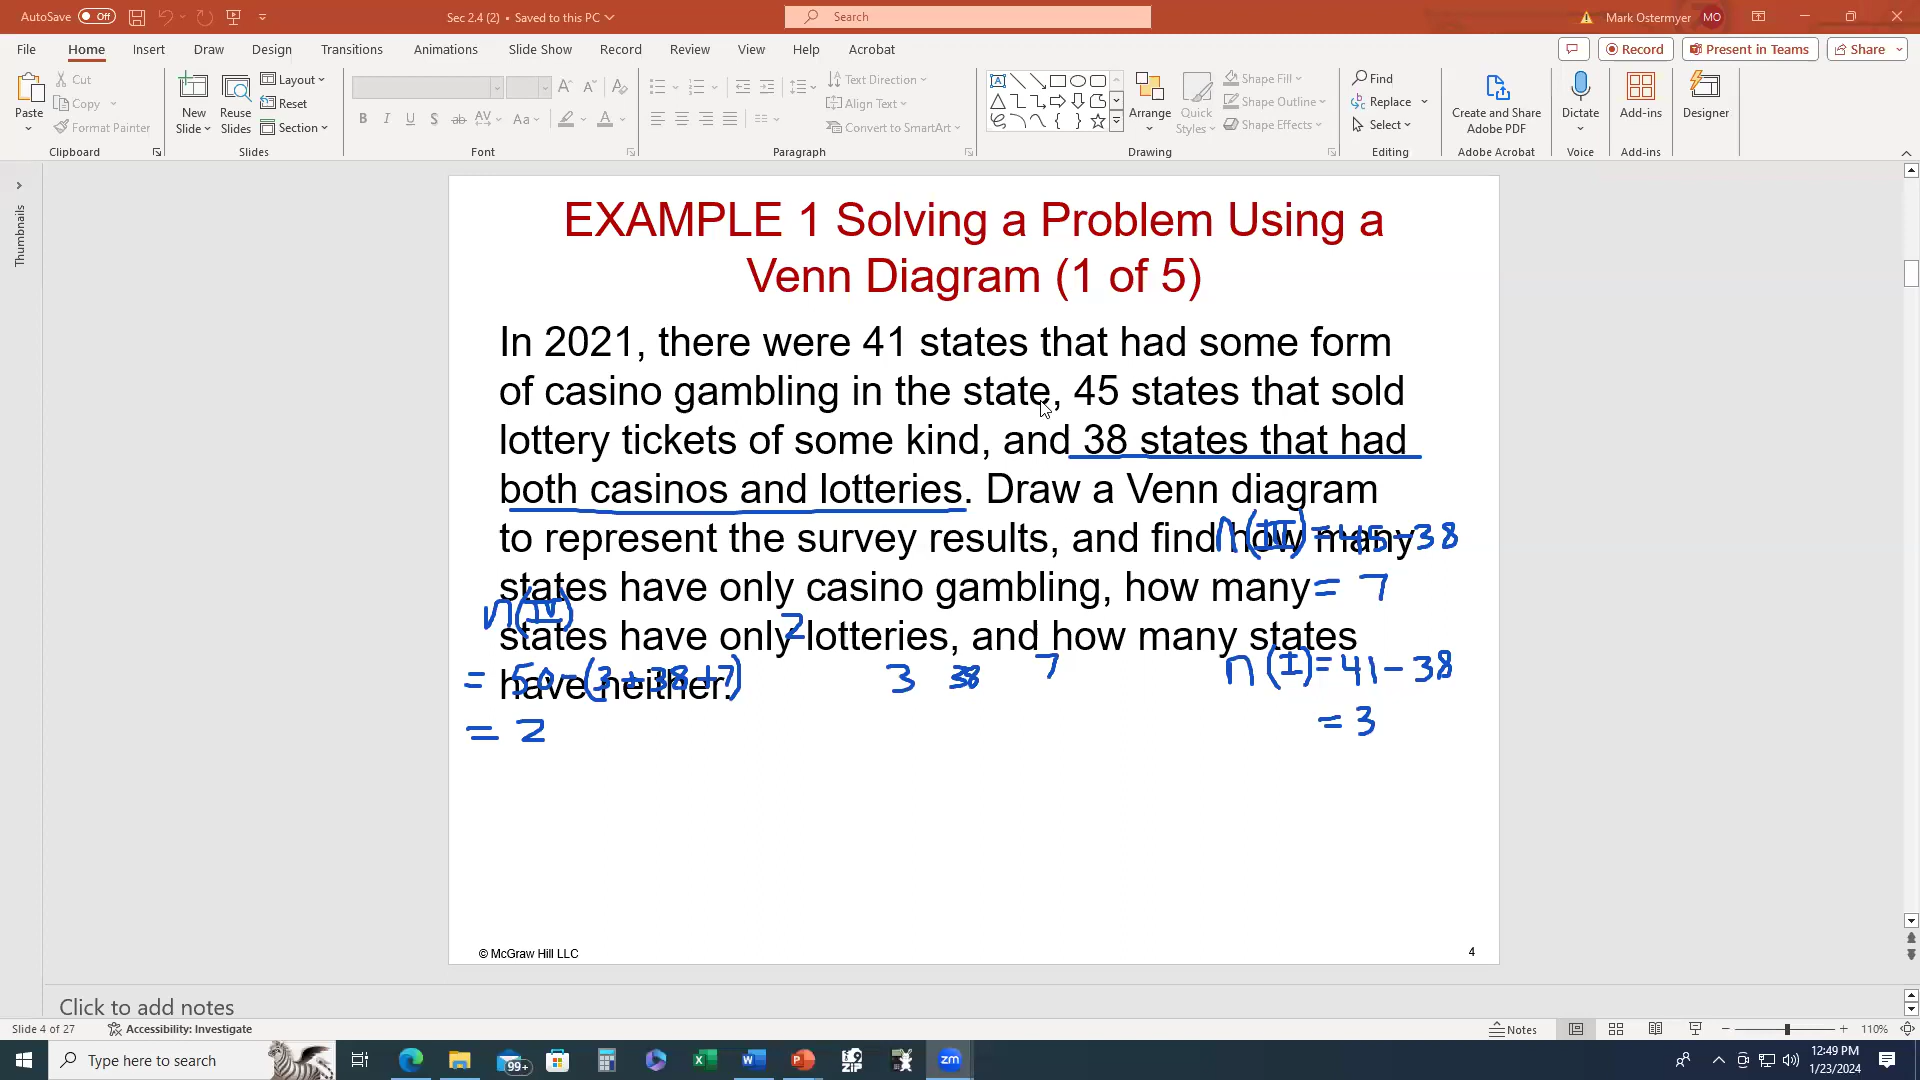 AutoSave Off Sec 2.4 (2) • Saved to this PC Search Mark Ostermyer MO
File Home Insert Draw Design Transitions Animations Slide Show Record Review View Help Acrobat Record Present in Teams Share
Paste Cut Copy Format Painter
Clipboard
New Slide Reuse Slides Layout Reset Section
Slides
B I U S ab AV Aa A
Font
Text Direction Align Text Convert to SmartArt
Paragraph
Arrange Quick Styles Shape Fill Shape Outline Shape Effects
Drawing
Find Replace Select
Editing
Create and Share Adobe PDF
Adobe Acrobat
Dictate
Voice
Add-ins
Add-ins
Designer
Thumbnails
EXAMPLE 1 Solving a Problem Using a
Venn Diagram (1 of 5)
In 2021, there were 41 states that had some form
of casino gambling in the state, 45 states that sold
lottery tickets of some kind, and 38 states that had
both casinos and lotteries. Draw a Venn diagram
to represent the survey results, and find how many
n(III) = 45 - 38
states have only casino gambling, how many
= 7
n(IV)
states have only lotteries, and how many states
2
have neither.
= 50 - (3 + 38 + 7)
3 38 7
n(I) = 41 - 38
= 2
= 3
© McGraw Hill LLC
4
Click to add notes
Slide 4 of 27 Accessibility: Investigate Notes 110%
Type here to search 99+ 12:49 PM
1/23/2024